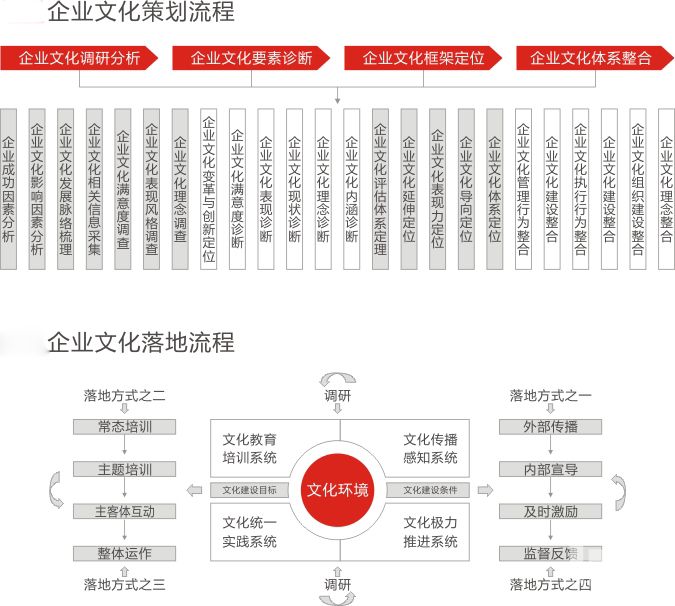 企业文化策划流程
企业文化调研分析
企业文化要素诊断
企业文化框架定位
企业文化体系整合
企业成功因素分析
企业文化影响因素分析
企业文化发展脉络梳理
企业文化相关信息采集
企业文化满意度调查
企业文化表现风格调查
企业文化理念调查
企业文化变革与创新定位
企业文化满意度诊断
企业文化表现诊断
企业文化现状诊断
企业文化理念诊断
企业文化内涵诊断
企业文化评估体系定理
企业文化延伸定位
企业文化表现力定位
企业文化导向定位
企业文化体系定位
企业文化管理行为整合
企业文化建设整合
企业文化执行行为整合
企业文化建设整合
企业文化组织建设整合
企业文化理念整合
企业文化落地流程
落地方式之二
常态培训
主题培训
主客体互动
整体运作
落地方式之三
调研
文化教育
培训系统
文化传播
感知系统
文化建设目标
文化环境
文化建设条件
文化统一
实践系统
文化极力
推进系统
调研
落地方式之一
外部传播
内部宣导
及时激励
监督反馈
落地方式之四